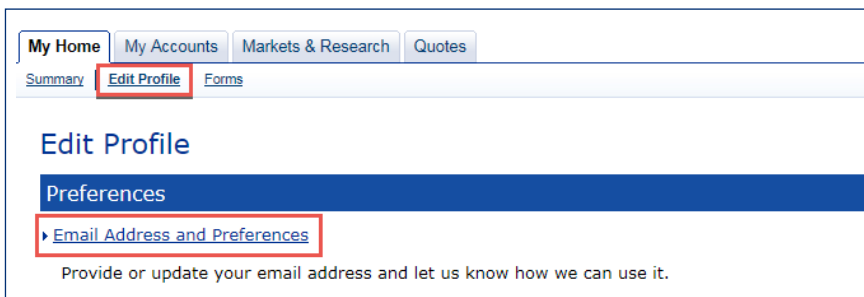 My Home My Accounts Markets & Research Quotes
Summary Edit Profile Forms
Edit Profile
Preferences
Email Address and Preferences
Provide or update your email address and let us know how we can use it.